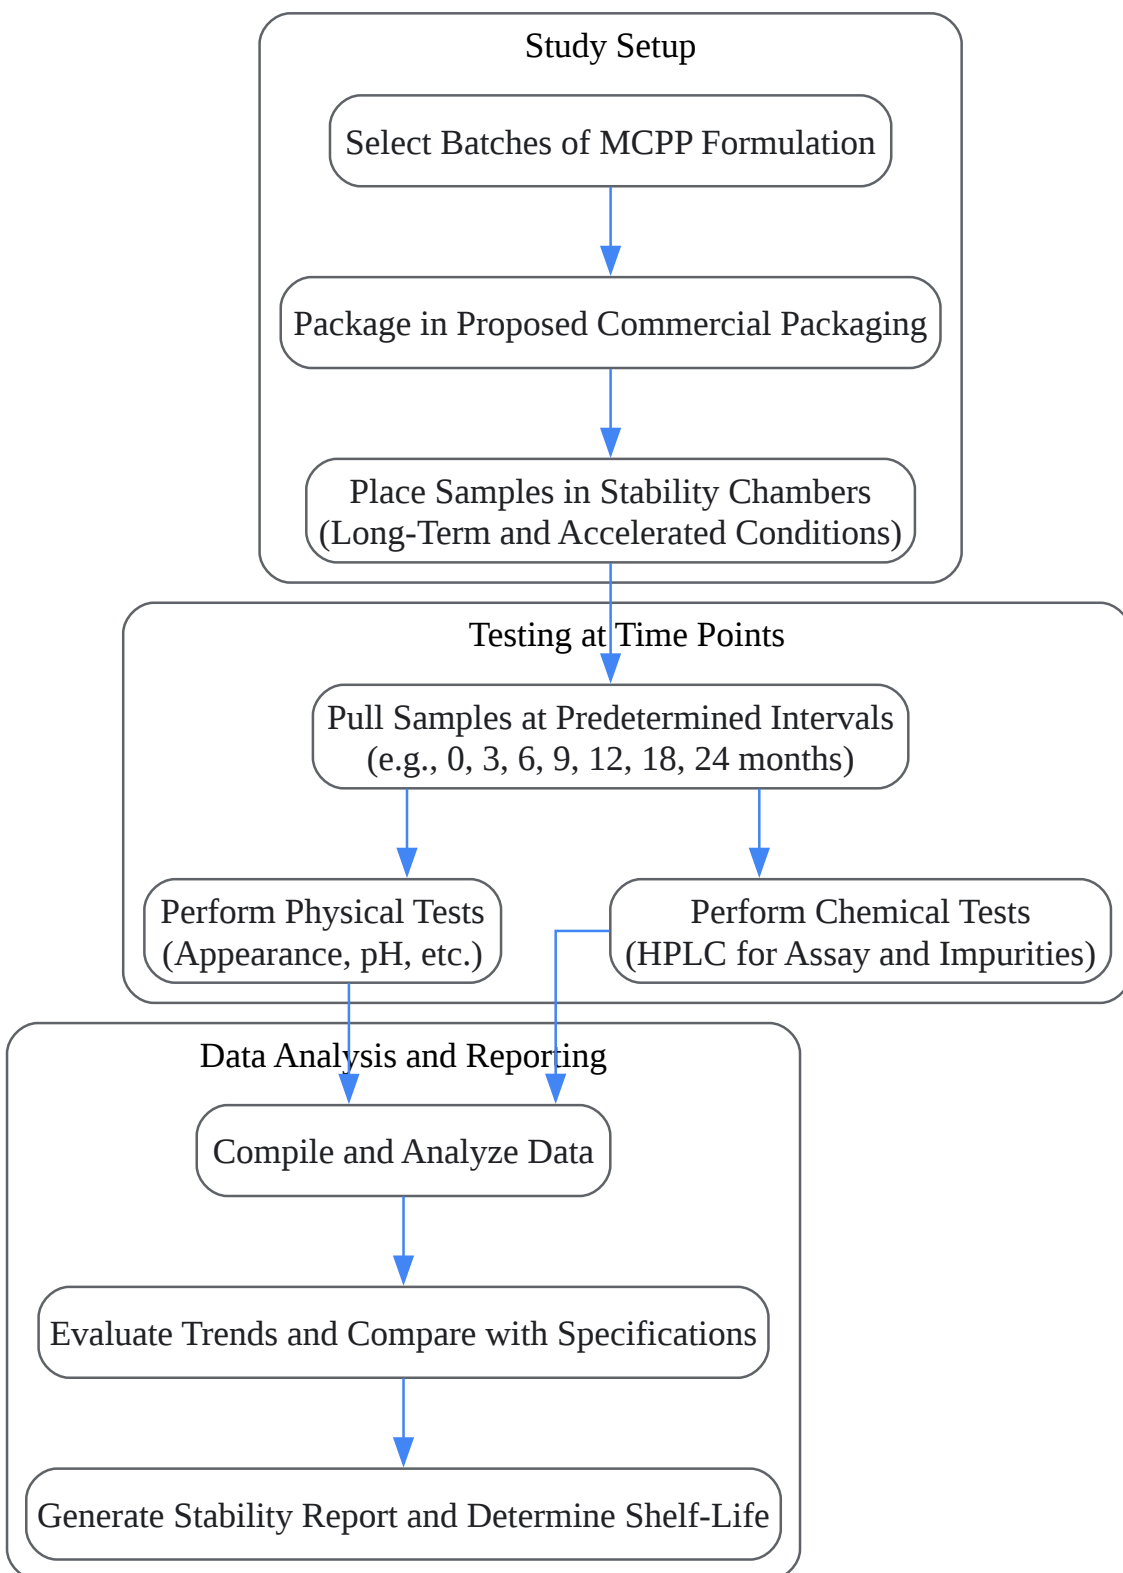 Study Setup
Select Batches of MCPP Formulation
Package in Proposed Commercial Packaging
Place Samples in Stability Chambers
(Long-Term and Accelerated Conditions)
Testing at Time Points
Pull Samples at Predetermined Intervals
(e.g., 0, 3, 6, 9, 12, 18, 24 months)
Perform Physical Tests
(Appearance, pH, etc.)
Perform Chemical Tests
(HPLC for Assay and Impurities)
Data Analysis and Reporting
Compile and Analyze Data
Evaluate Trends and Compare with Specifications
Generate Stability Report and Determine Shelf-Life